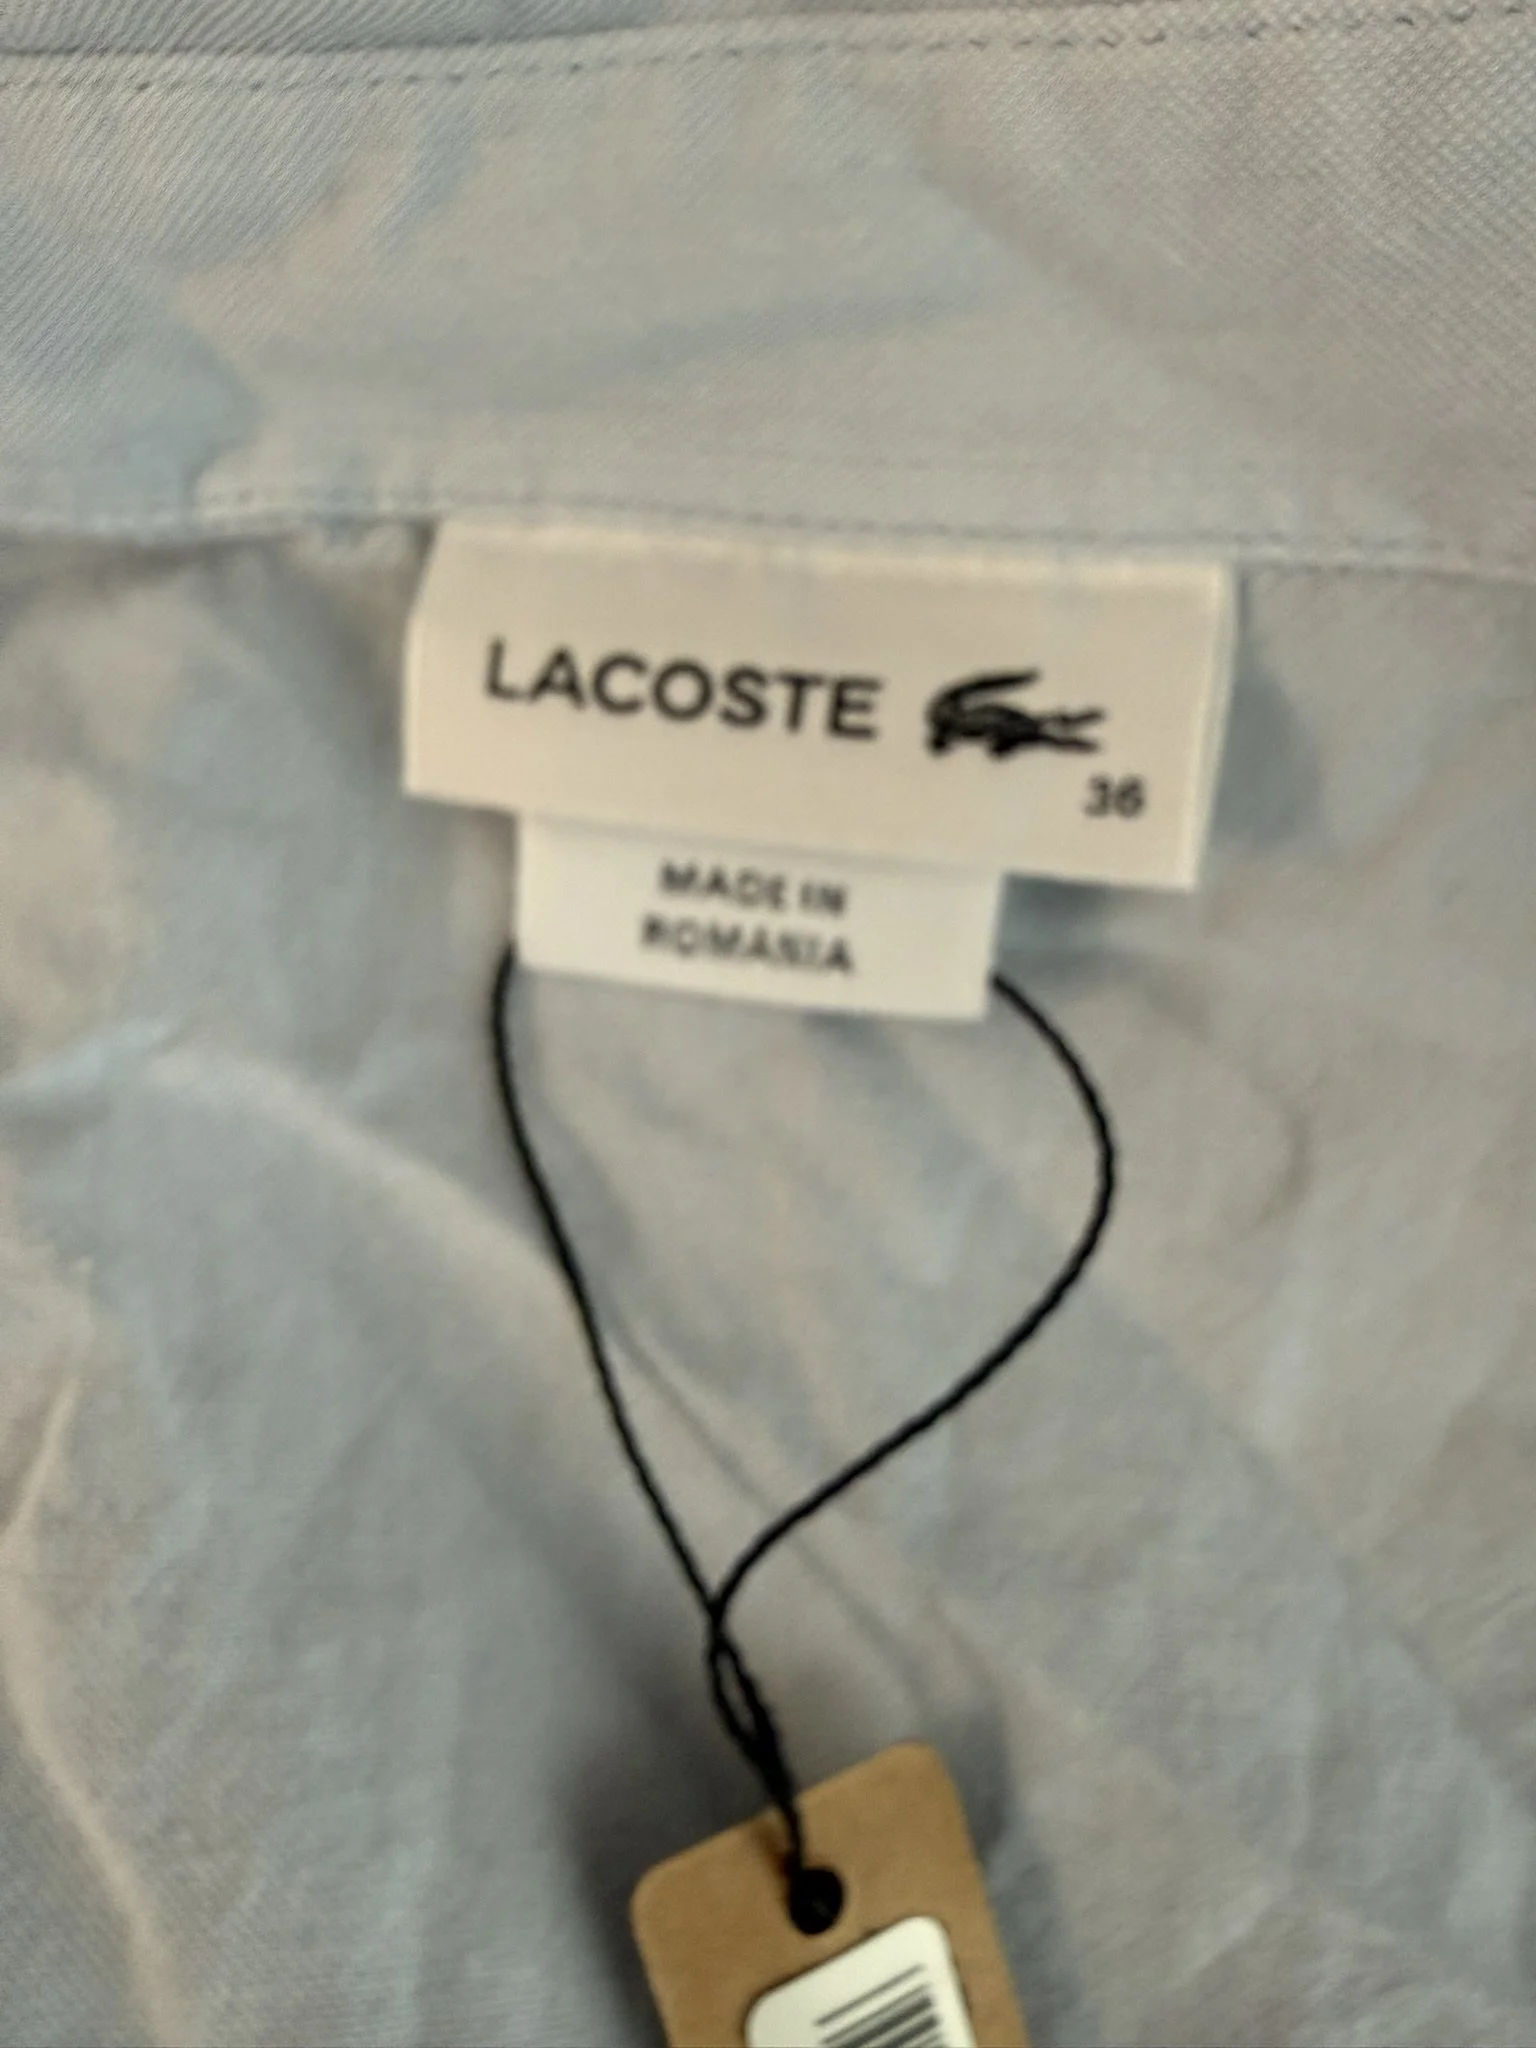 LACOSTE
36
MADE IN
ROMANIA